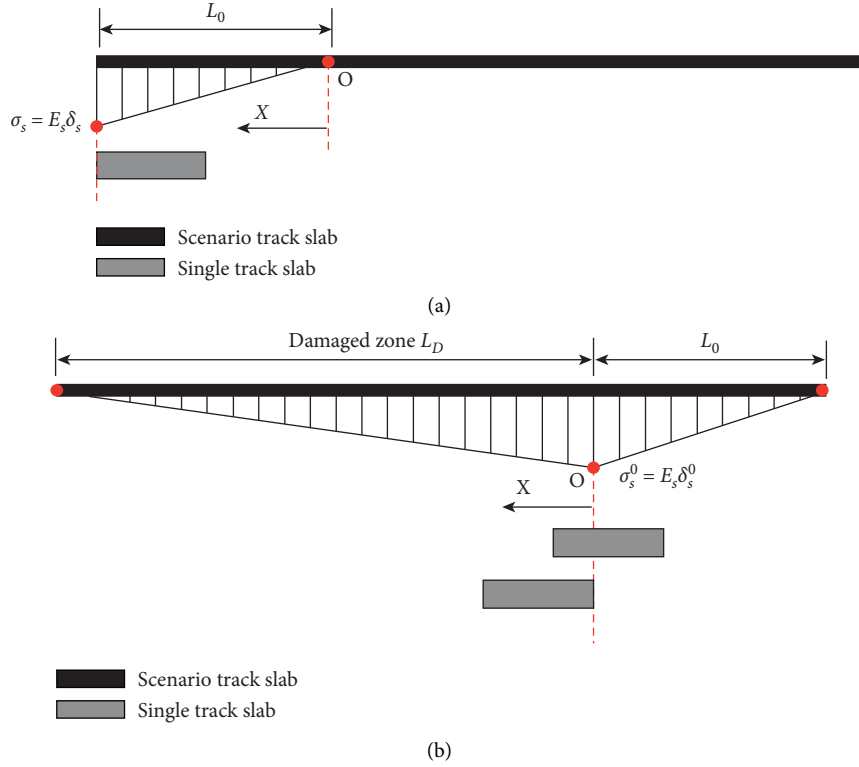 L₀
O
X
σₛ = Eₛδₛ
Scenario track slab
Single track slab
(a)
Damaged zone L_D
L₀
O
σₛ⁰ = Eₛδₛ⁰
X
Scenario track slab
Single track slab
(b)